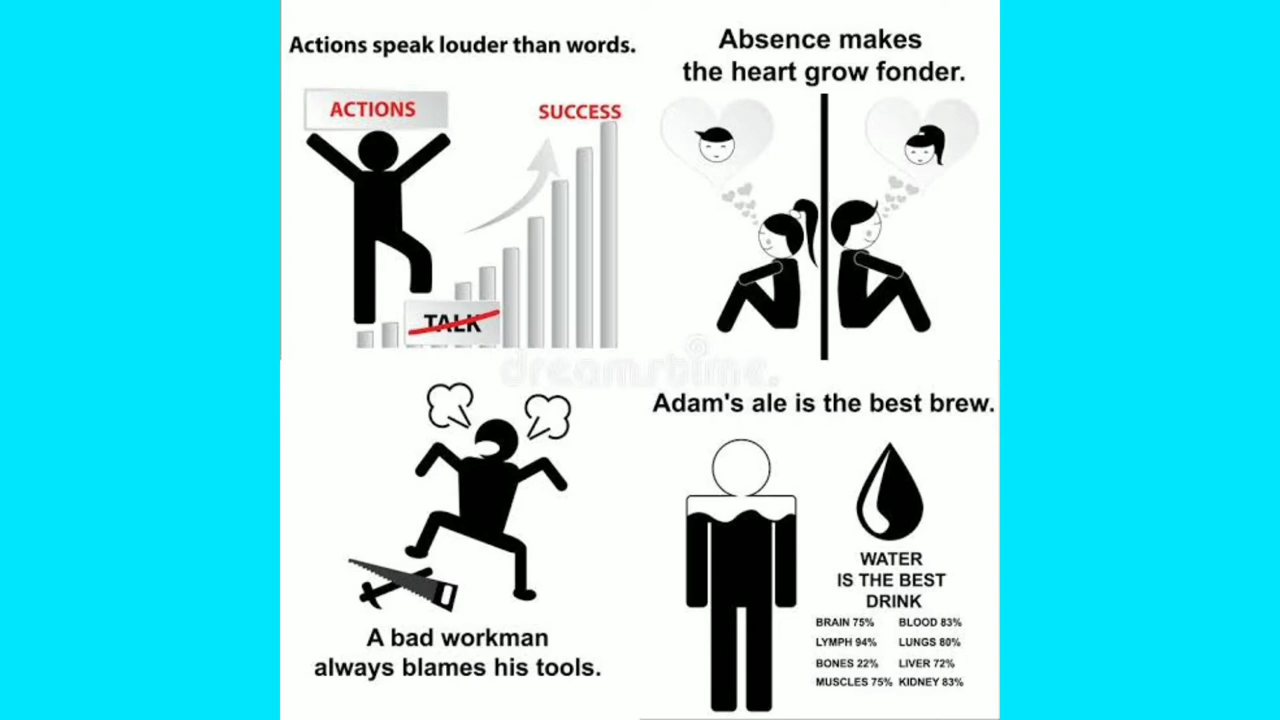 Actions speak louder than words.
ACTIONS
SUCCESS
TALK
Absence makes
the heart grow fonder.
dreamstime.
A bad workman
always blames his tools.
Adam's ale is the best brew.
WATER
IS THE BEST
DRINK
BRAIN 75% BLOOD 83%
LYMPH 94% LUNGS 80%
BONES 22% LIVER 72%
MUSCLES 75% KIDNEY 83%